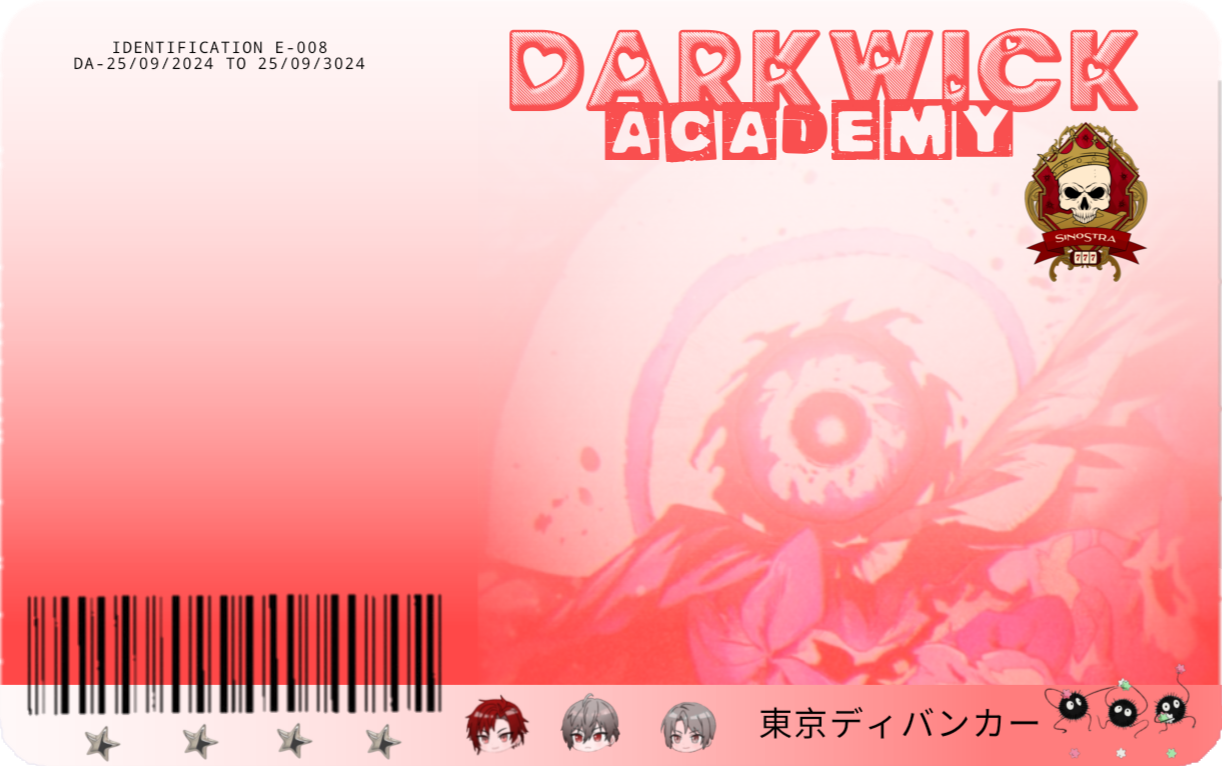 IDENTIFICATION E-008
DA-25/09/2024 TO 25/09/3024
DARKWICK
ACADEMY
SINOSTRA
777
東京ディバンカー